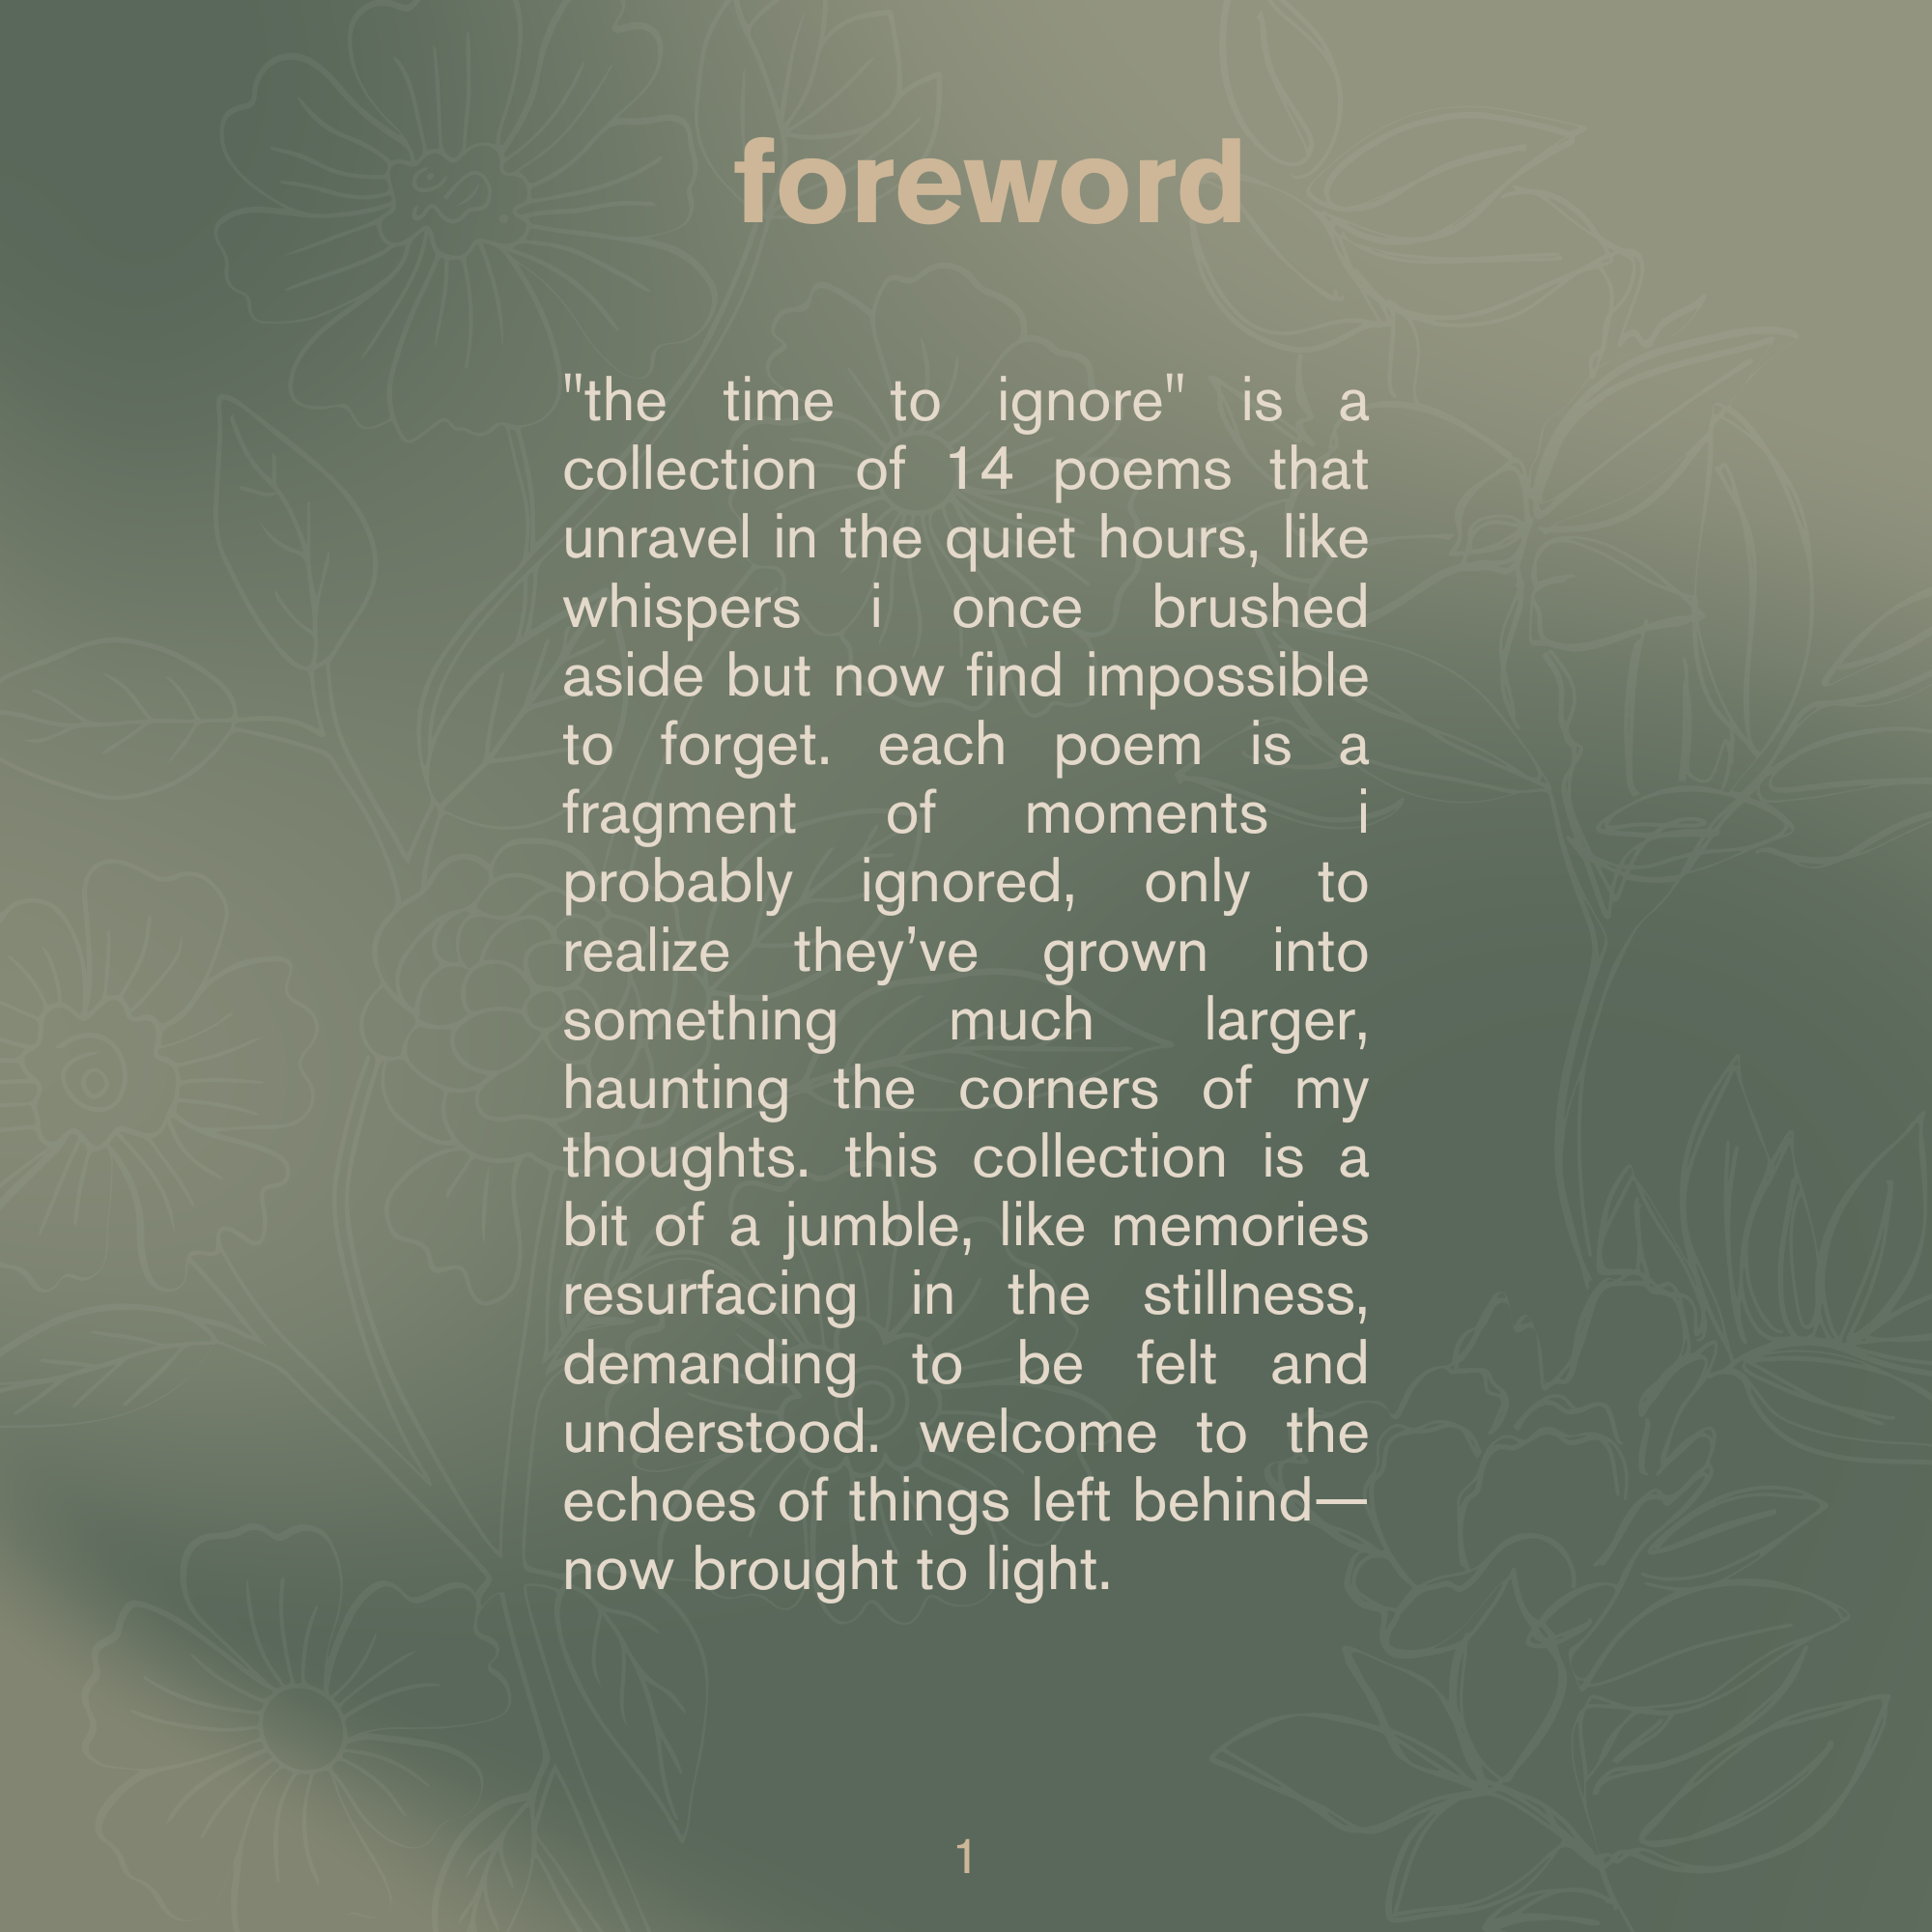 foreword
"the time to ignore" is a
collection of 14 poems that
unravel in the quiet hours, like
whispers i once brushed
aside but now find impossible
to forget. each poem is a
fragment of moments i
probably ignored, only to
realize they’ve grown into
something much larger,
haunting the corners of my
thoughts. this collection is a
bit of a jumble, like memories
resurfacing in the stillness,
demanding to be felt and
understood. welcome to the
echoes of things left behind—
now brought to light.
1